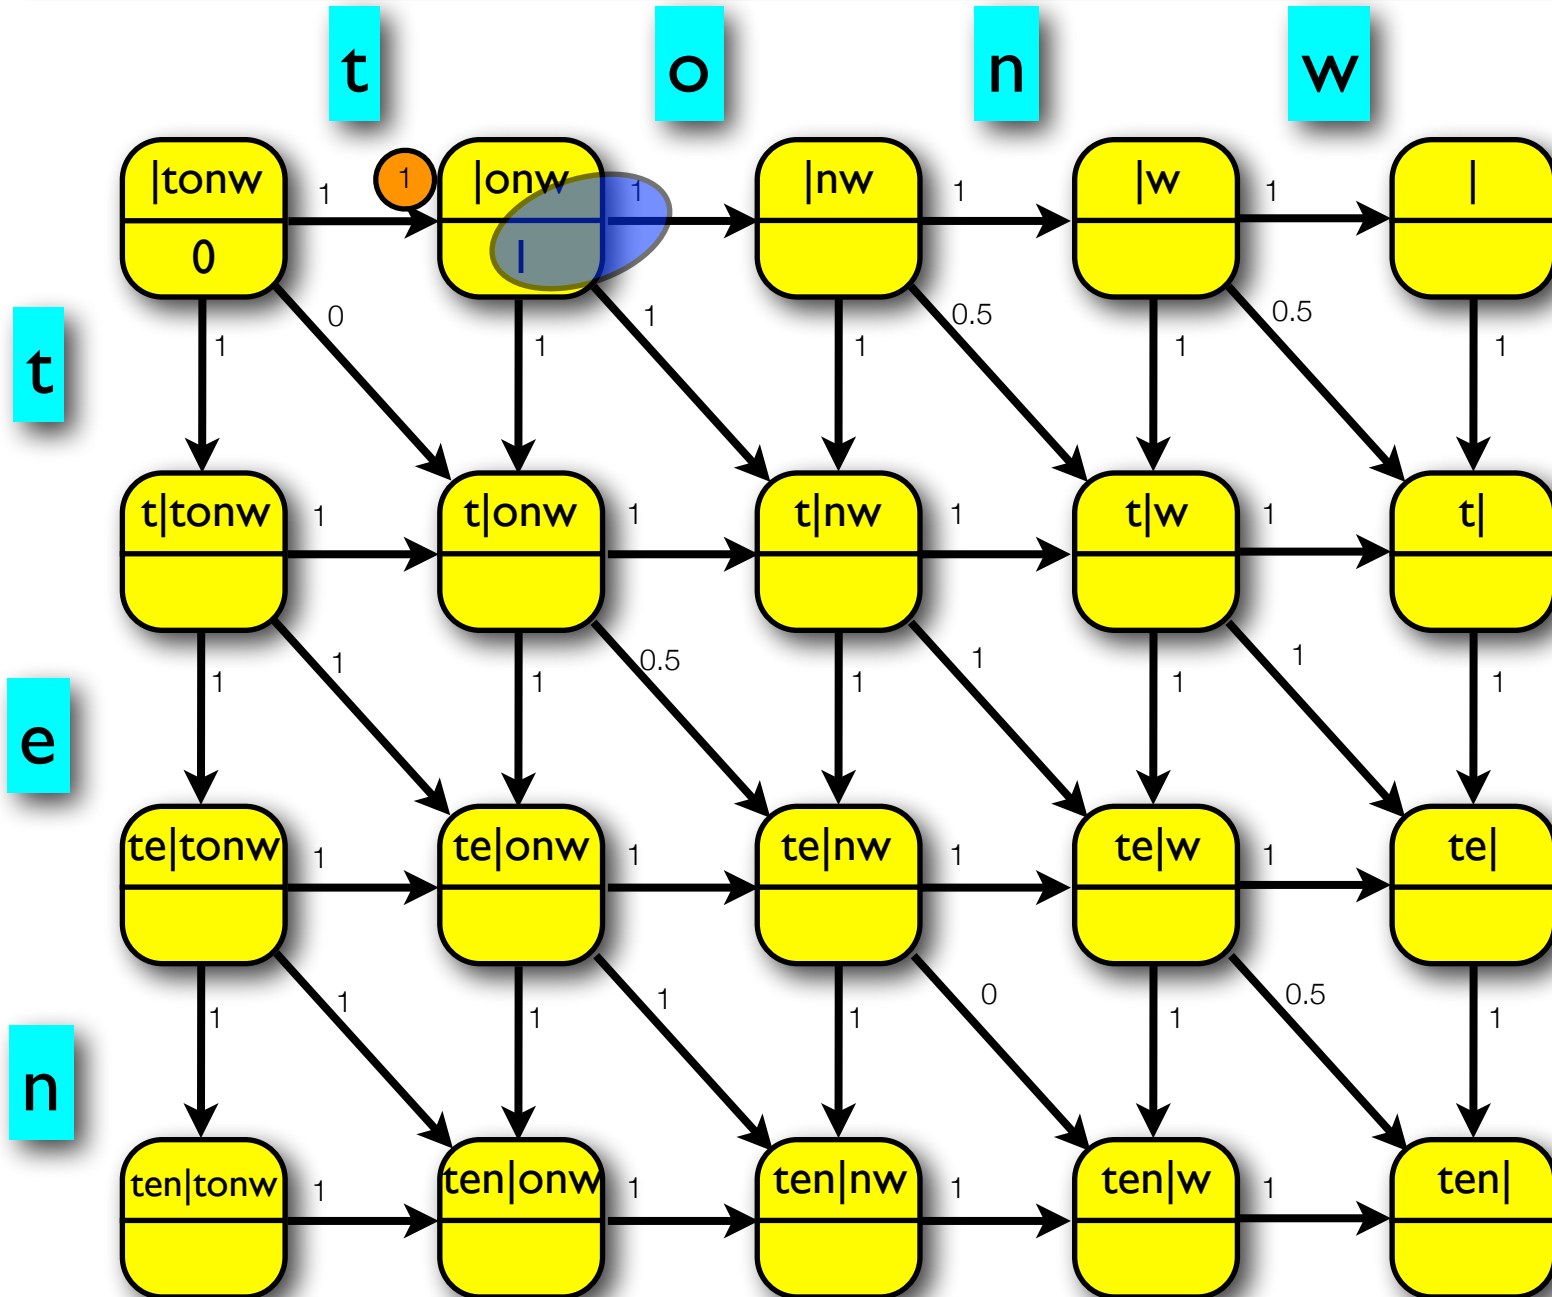 t o n w
|tonw 1 1 |onw 1 |nw 1 |w 1 |
0 1
t 1 0 1 1 1 0.5 1 0.5 1
t|tonw 1 t|onw 1 t|nw 1 t|w 1 t|
e 1 1 1 0.5 1 1 1 1 1
te|tonw 1 te|onw 1 te|nw 1 te|w 1 te|
n 1 1 1 1 1 0 1 0.5 1
ten|tonw 1 ten|onw 1 ten|nw 1 ten|w 1 ten|